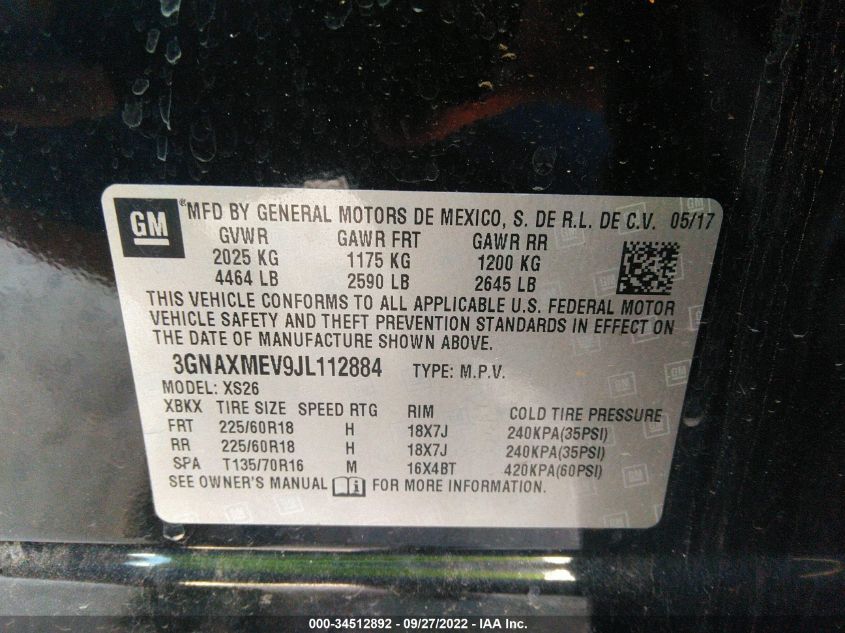 GM
®MFD BY GENERAL MOTORS DE MEXICO, S. DE R.L. DE C.V. 05/17
GVWR GAWR FRT GAWR RR
2025 KG 1175 KG 1200 KG
4464 LB 2590 LB 2645 LB
THIS VEHICLE CONFORMS TO ALL APPLICABLE U.S. FEDERAL MOTOR
VEHICLE SAFETY AND THEFT PREVENTION STANDARDS IN EFFECT ON
THE DATE OF MANUFACTURE SHOWN ABOVE.
3GNAXMEV9JL112884 TYPE: M.P.V.
MODEL: XS26
XBKX TIRE SIZE SPEED RTG RIM COLD TIRE PRESSURE
FRT 225/60R18 H 18X7J 240KPA(35PSI)
RR 225/60R18 H 18X7J 240KPA(35PSI)
SPA T135/70R16 M 16X4BT 420KPA(60PSI)
SEE OWNER'S MANUAL FOR MORE INFORMATION.
000-34512892 - 09/27/2022 - IAA Inc.